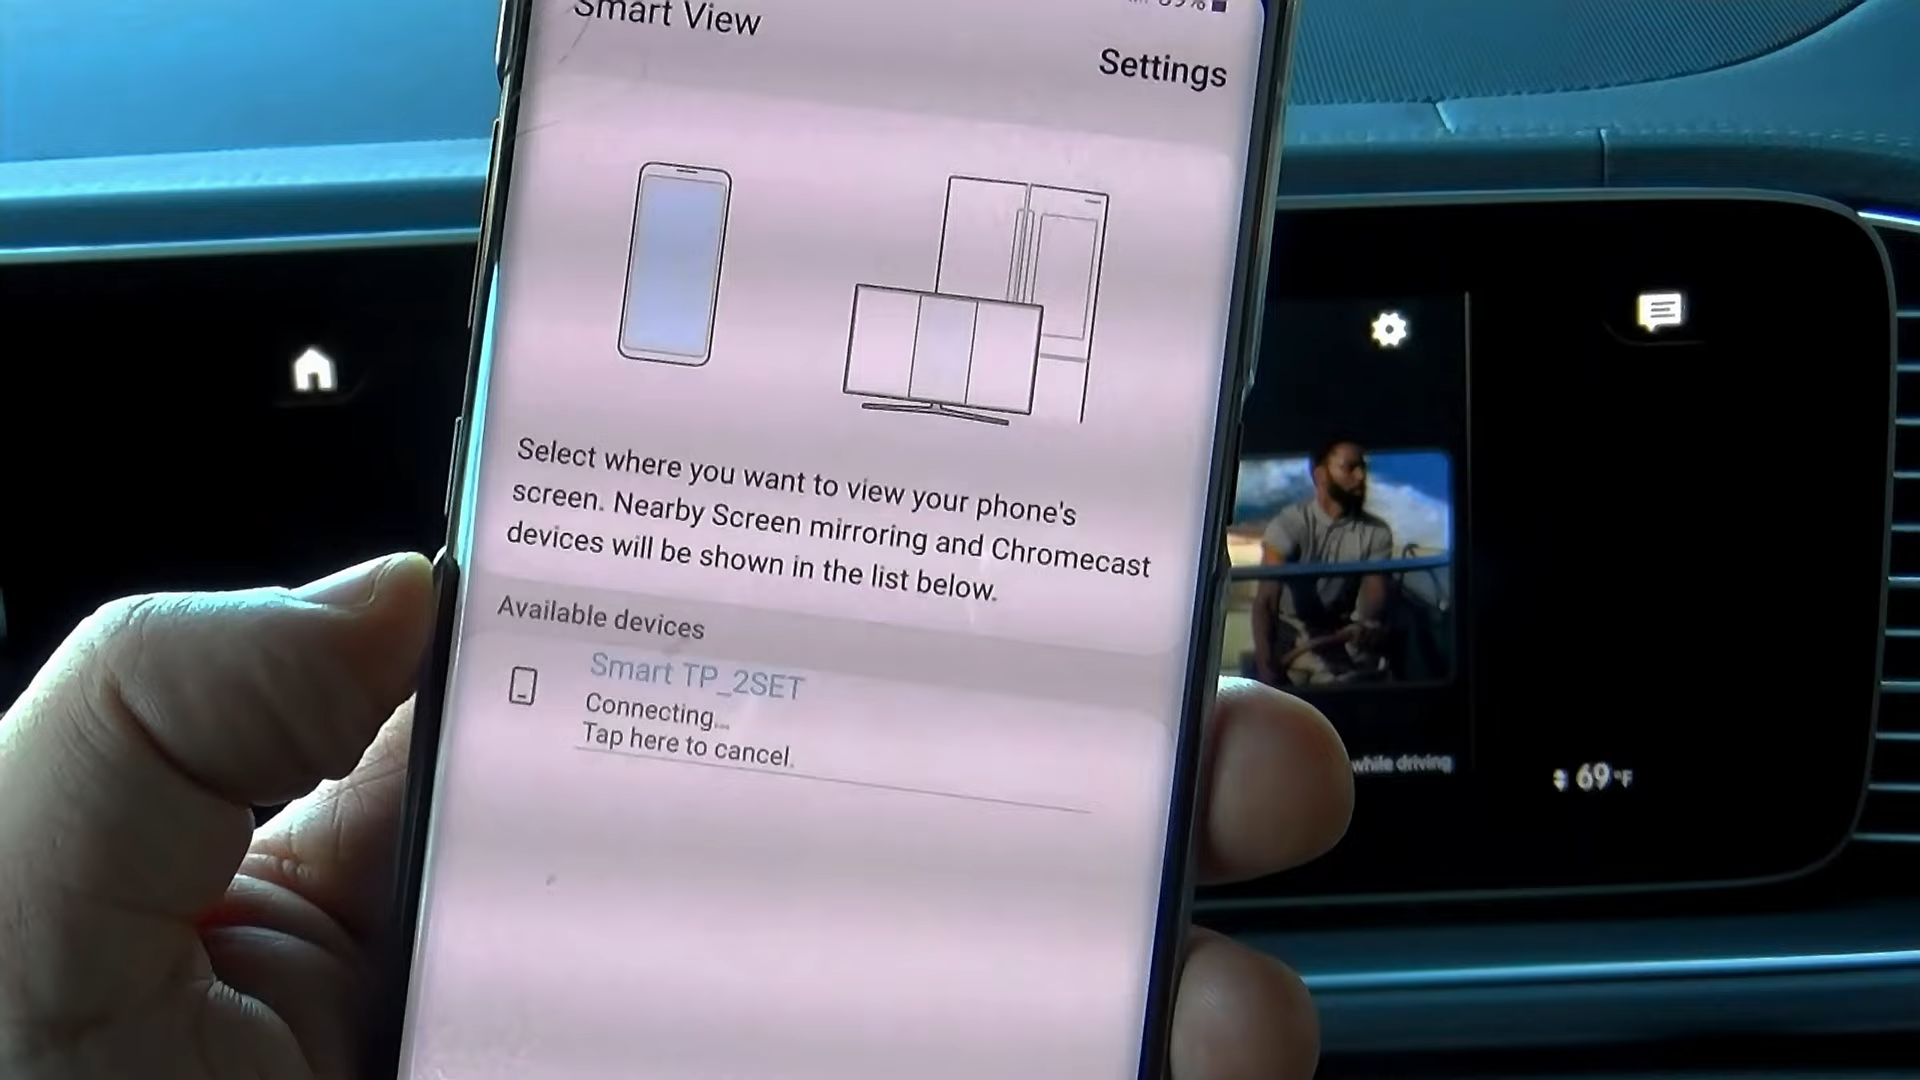 Smart View
Settings
Select where you want to view your phone's
screen. Nearby Screen mirroring and Chromecast
devices will be shown in the list below.
Available devices
Smart TP_2SET
Connecting...
Tap here to cancel.
while driving
69°F